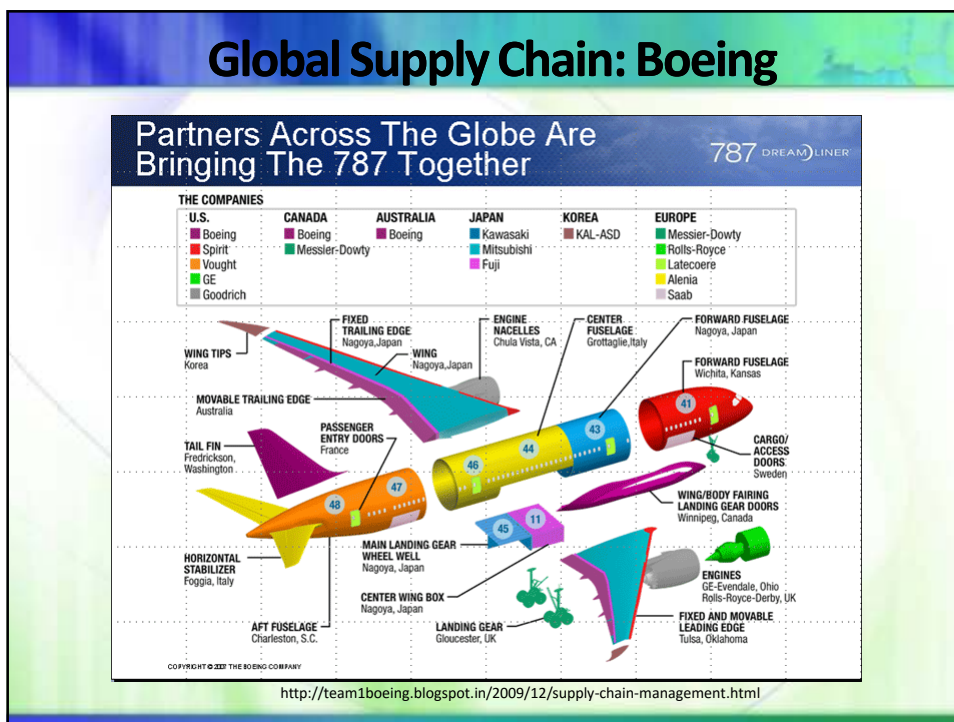 Global Supply Chain: Boeing
Partners Across The Globe Are
Bringing The 787 Together
787 DREAMLINER
THE COMPANIES
U.S.
Boeing
Spirit
Vought
GE
Goodrich
CANADA
Boeing
Messier-Dowty
AUSTRALIA
Boeing
JAPAN
Kawasaki
Mitsubishi
Fuji
KOREA
KAL-ASD
EUROPE
Messier-Dowty
Rolls-Royce
Latecoere
Alenia
Saab
WING TIPS
Korea
FIXED
TRAILING EDGE
Nagoya,Japan
WING
Nagoya,Japan
ENGINE
NACELLES
Chula Vista, CA
CENTER
FUSELAGE
Grottaglie,Italy
FORWARD FUSELAGE
Nagoya, Japan
FORWARD FUSELAGE
Wichita, Kansas
MOVABLE TRAILING EDGE
Australia
TAIL FIN
Fredrickson,
Washington
PASSENGER
ENTRY DOORS
France
41
43
44
46
47
48
CARGO/
ACCESS
DOORS
Sweden
WING/BODY FAIRING
LANDING GEAR DOORS
Winnipeg, Canada
45
11
HORIZONTAL
STABILIZER
Foggia, Italy
MAIN LANDING GEAR
WHEEL WELL
Nagoya, Japan
CENTER WING BOX
Nagoya, Japan
ENGINES
GE-Evendale, Ohio
Rolls-Royce-Derby, UK
AFT FUSELAGE
Charleston, S.C.
LANDING GEAR
Gloucester, UK
FIXED AND MOVABLE
LEADING EDGE
Tulsa, Oklahoma
COPYRIGHT © 2007 THE BOEING COMPANY
http://team1boeing.blogspot.in/2009/12/supply-chain-management.html